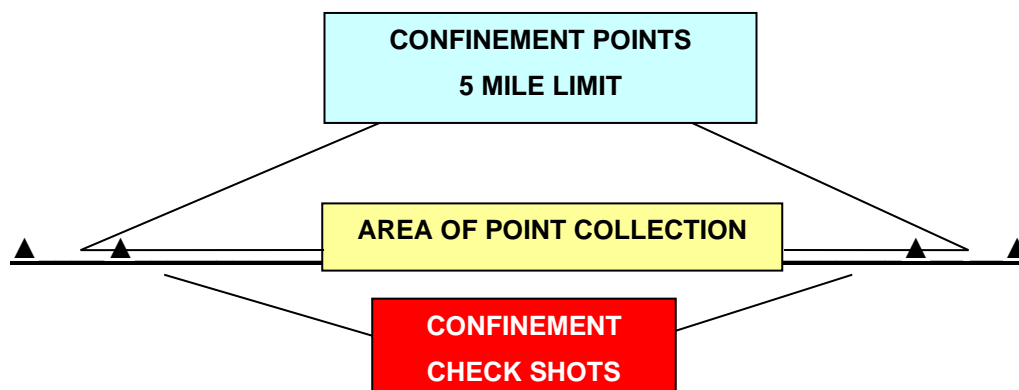 CONFINEMENT POINTS
5 MILE LIMIT
AREA OF POINT COLLECTION
CONFINEMENT
CHECK SHOTS